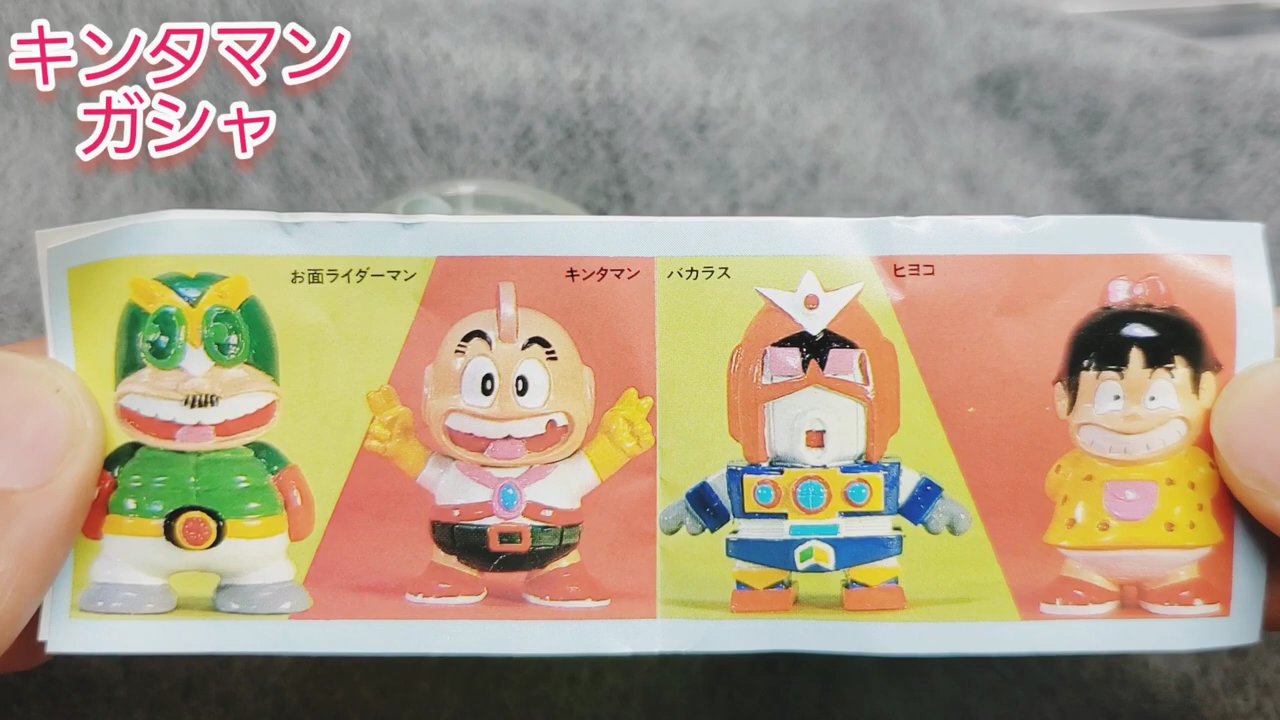 キンタマン
ガシャ
お面ライダーマン
キンタマン
バカラス
ヒヨコ